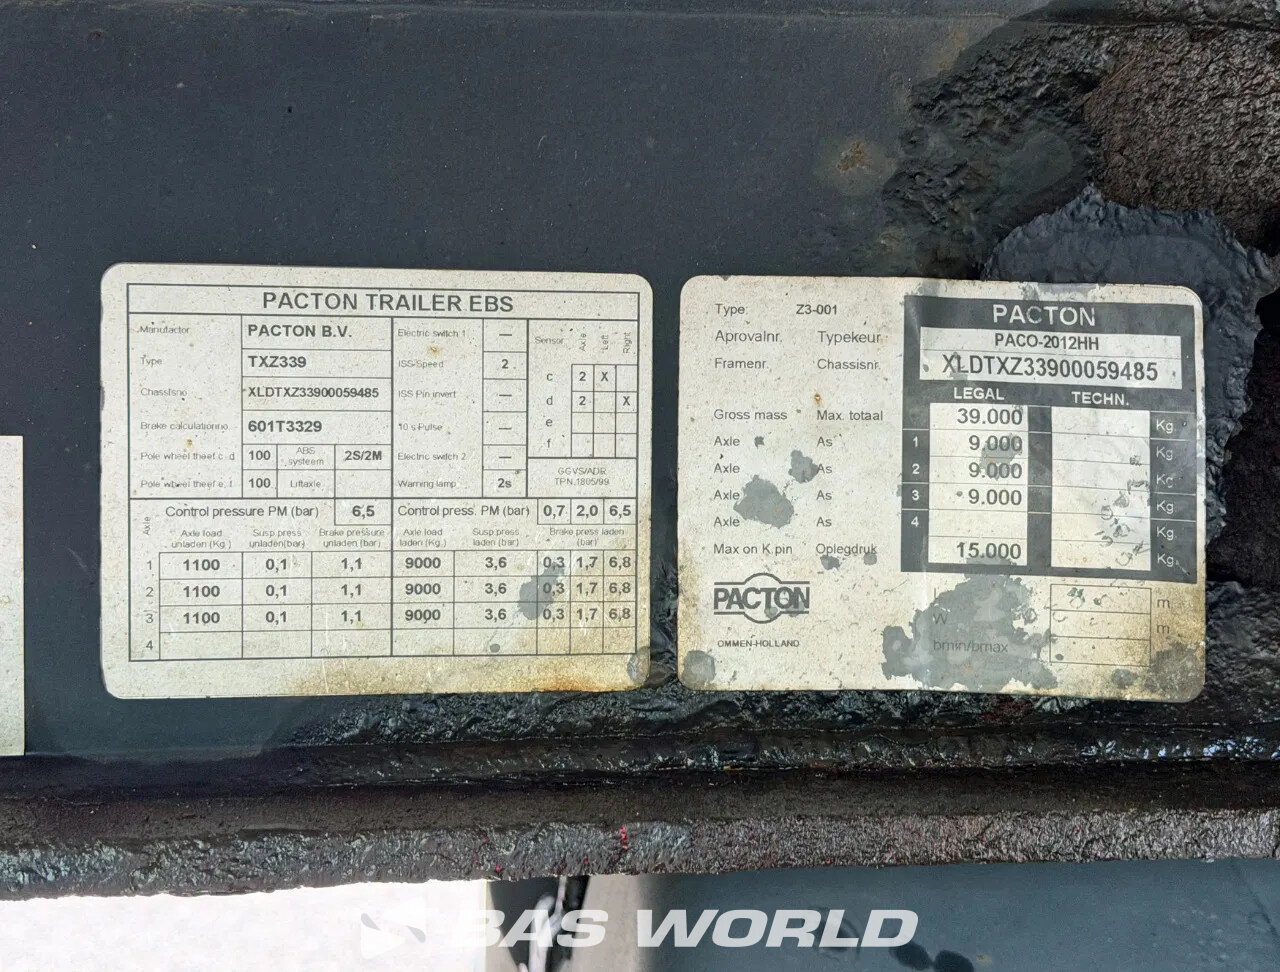 PACTON TRAILER EBS
Manufactor PACTON B.V. Electric switch 1 — Sensor Axle Left Right
Type TXZ339 ISS/Speed 2
c 2 X
Chassisno XLDTXZ33900059485 ISS Pin invert —
d 2 X
Brake calculationno 601T3329 10 s Pulse —
e
Pole wheel theef c-d 100 ABS systeem 2S/2M Electric switch 2 —
f
Pole wheel theef e, f 100 Liftaxle Warning lamp 2s
GGVS/ADR
TPN.1805/99
Control pressure PM (bar) 6,5 Control press. PM (bar) 0,7 2,0 6,5
Axle
Axle load Susp.press Brake pressure Axle load Susp.press Brake press laden
unladen (Kg.) unladen(bar) unladen (bar) laden (Kg.) laden (bar) (bar)
1 1100 0,1 1,1 9000 3,6 0,3 1,7 6,8
2 1100 0,1 1,1 9000 3,6 0,3 1,7 6,8
3 1100 0,1 1,1 9000 3,6 0,3 1,7 6,8
4
Type Z3-001
PACTON
Aprovalnr. Typekeur PACO-2012HH
Framenr. Chassisnr. XLDTXZ33900059485
LEGAL TECHN.
Gross mass Max. totaal 39.000 Kg
Axle As 1 9.000 Kg
Axle As 2 9.000 Kg
Axle As 3 9.000 Kg
Axle As 4 Kg
Max on K.pin Oplegdruk 15.000 Kg
PACTON
OMMEN-HOLLAND
L m
W m
bmin/bmax
BAS WORLD